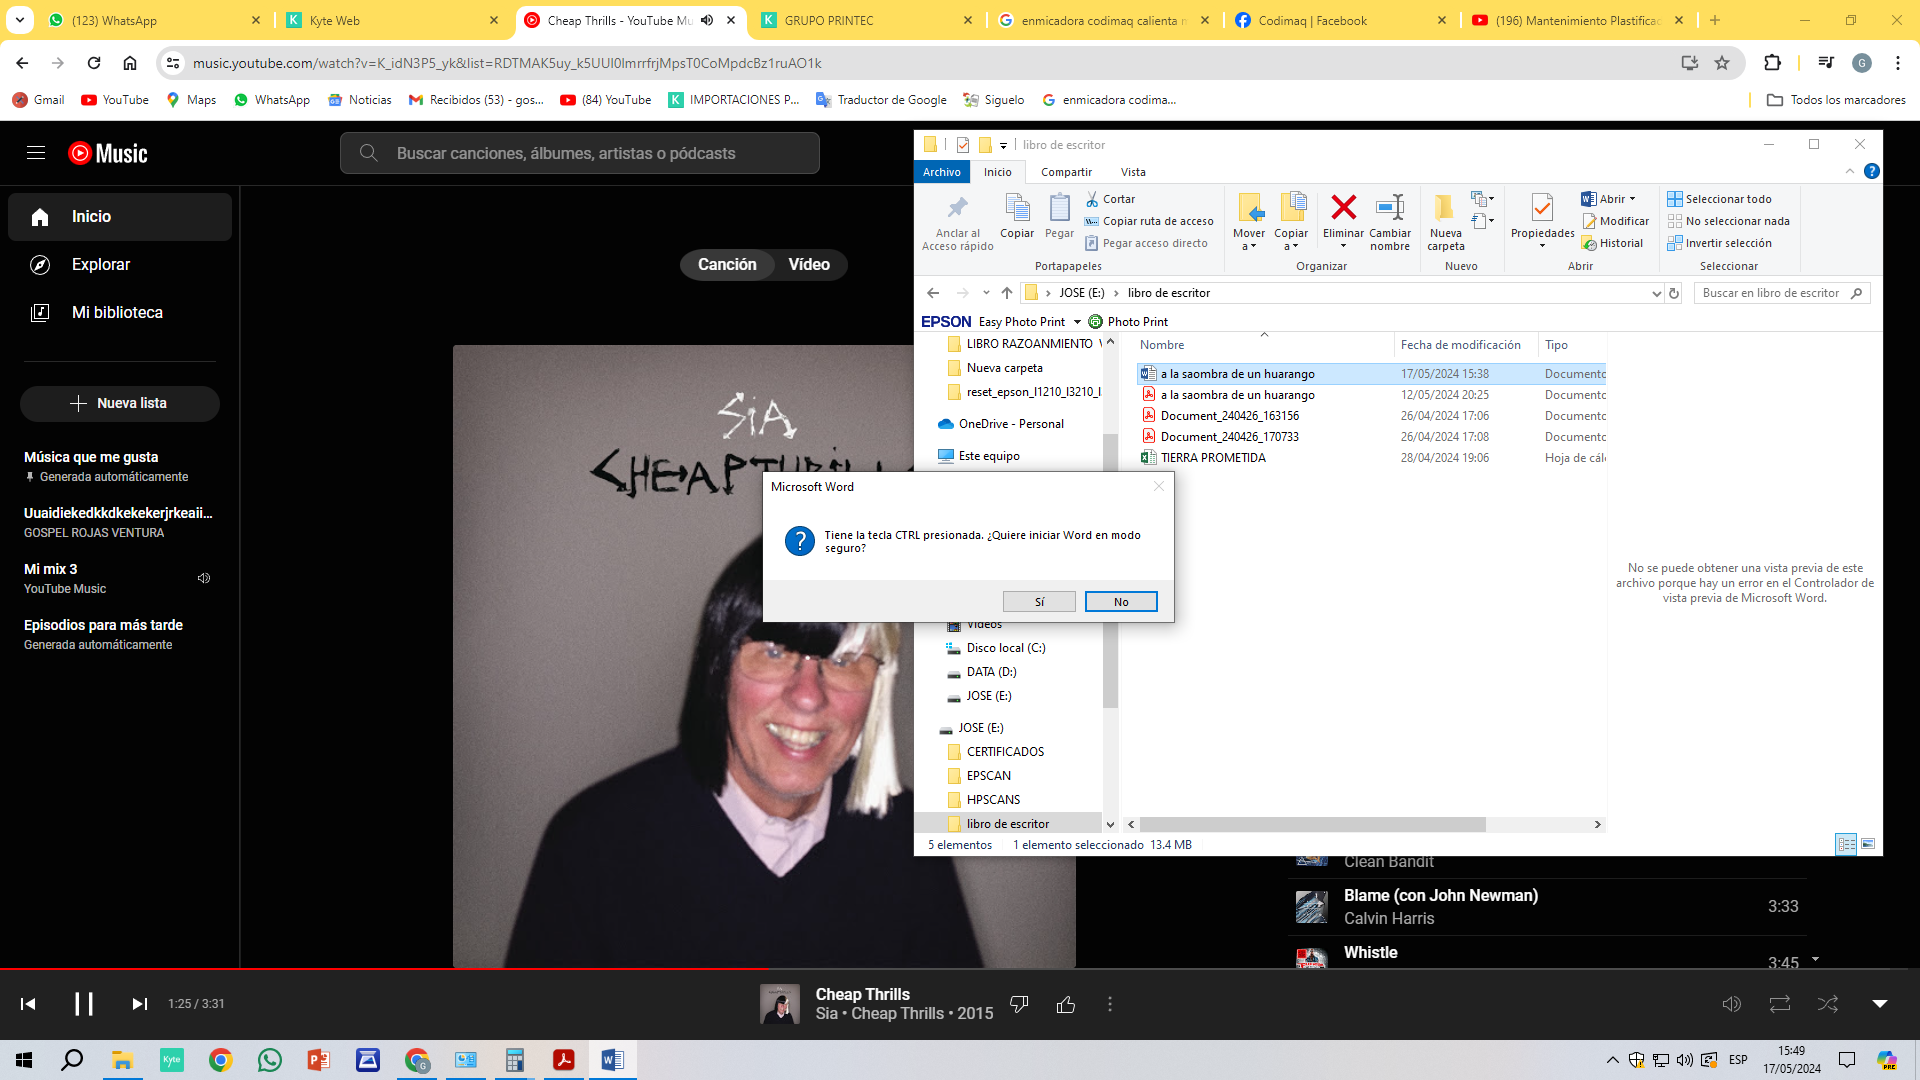 (123) WhatsApp
Kyte Web
Cheap Thrills - YouTube Mu
GRUPO PRINTEC
enmicadora codimaq calienta
Codimaq | Facebook
(196) Mantenimiento Plastificac
music.youtube.com/watch?v=K_idN3P5_yk&list=RDTMAK5uy_k5UUl0lmrrfrjMpsT0CoMpdcBz1ruAO1k
G
Gmail
YouTube
Maps
WhatsApp
Noticias
Recibidos (53) - gos...
(84) YouTube
IMPORTACIONES P...
Traductor de Google
Siguelo
enmicadora codima...
Todos los marcadores
Music
Buscar canciones, álbumes, artistas o pódcasts
Inicio
Explorar
Mi biblioteca
Nueva lista
Música que me gusta
Generada automáticamente
Uuaidiekedkkdkekekerjrkeaii...
GOSPEL ROJAS VENTURA
Mi mix 3
YouTube Music
Episodios para más tarde
Generada automáticamente
Canción
Vídeo
SiA
libro de escritor
Archivo
Inicio
Compartir
Vista
Anclar al
Acceso rápido
Copiar
Pegar
Cortar
Copiar ruta de acceso
Pegar acceso directo
Portapapeles
Mover
a
Copiar
a
Eliminar
Cambiar
nombre
Organizar
Nueva
carpeta
Nuevo
Propiedades
Abrir
Modificar
Historial
Abrir
Seleccionar todo
No seleccionar nada
Invertir selección
Seleccionar
JOSE (E:)
libro de escritor
Buscar en libro de escritor
EPSON
Easy Photo Print
Photo Print
LIBRO RAZOANMIENTO
Nueva carpeta
reset_epson_l1210_l3210_l
OneDrive - Personal
Este equipo
Nombre
Fecha de modificación
Tipo
a la saombra de un huarango
17/05/2024 15:38
Documento
a la saombra de un huarango
12/05/2024 20:25
Documento
Document_240426_163156
26/04/2024 17:06
Documento
Document_240426_170733
26/04/2024 17:08
Documento
TIERRA PROMETIDA
28/04/2024 19:06
Hoja de cál
Microsoft Word
Tiene la tecla CTRL presionada. ¿Quiere iniciar Word en modo
seguro?
Sí
No
No se puede obtener una vista previa de este
archivo porque hay un error en el Controlador de
vista previa de Microsoft Word.
Videos
Disco local (C:)
DATA (D:)
JOSE (E:)
JOSE (E:)
CERTIFICADOS
EPSCAN
HPSCANS
libro de escritor
5 elementos
1 elemento seleccionado
13.4 MB
Clean Bandit
Blame (con John Newman)
Calvin Harris
3:33
Whistle
3:45
1:25 / 3:31
Cheap Thrills
Sia • Cheap Thrills • 2015
Kyte
ESP
15:49
17/05/2024